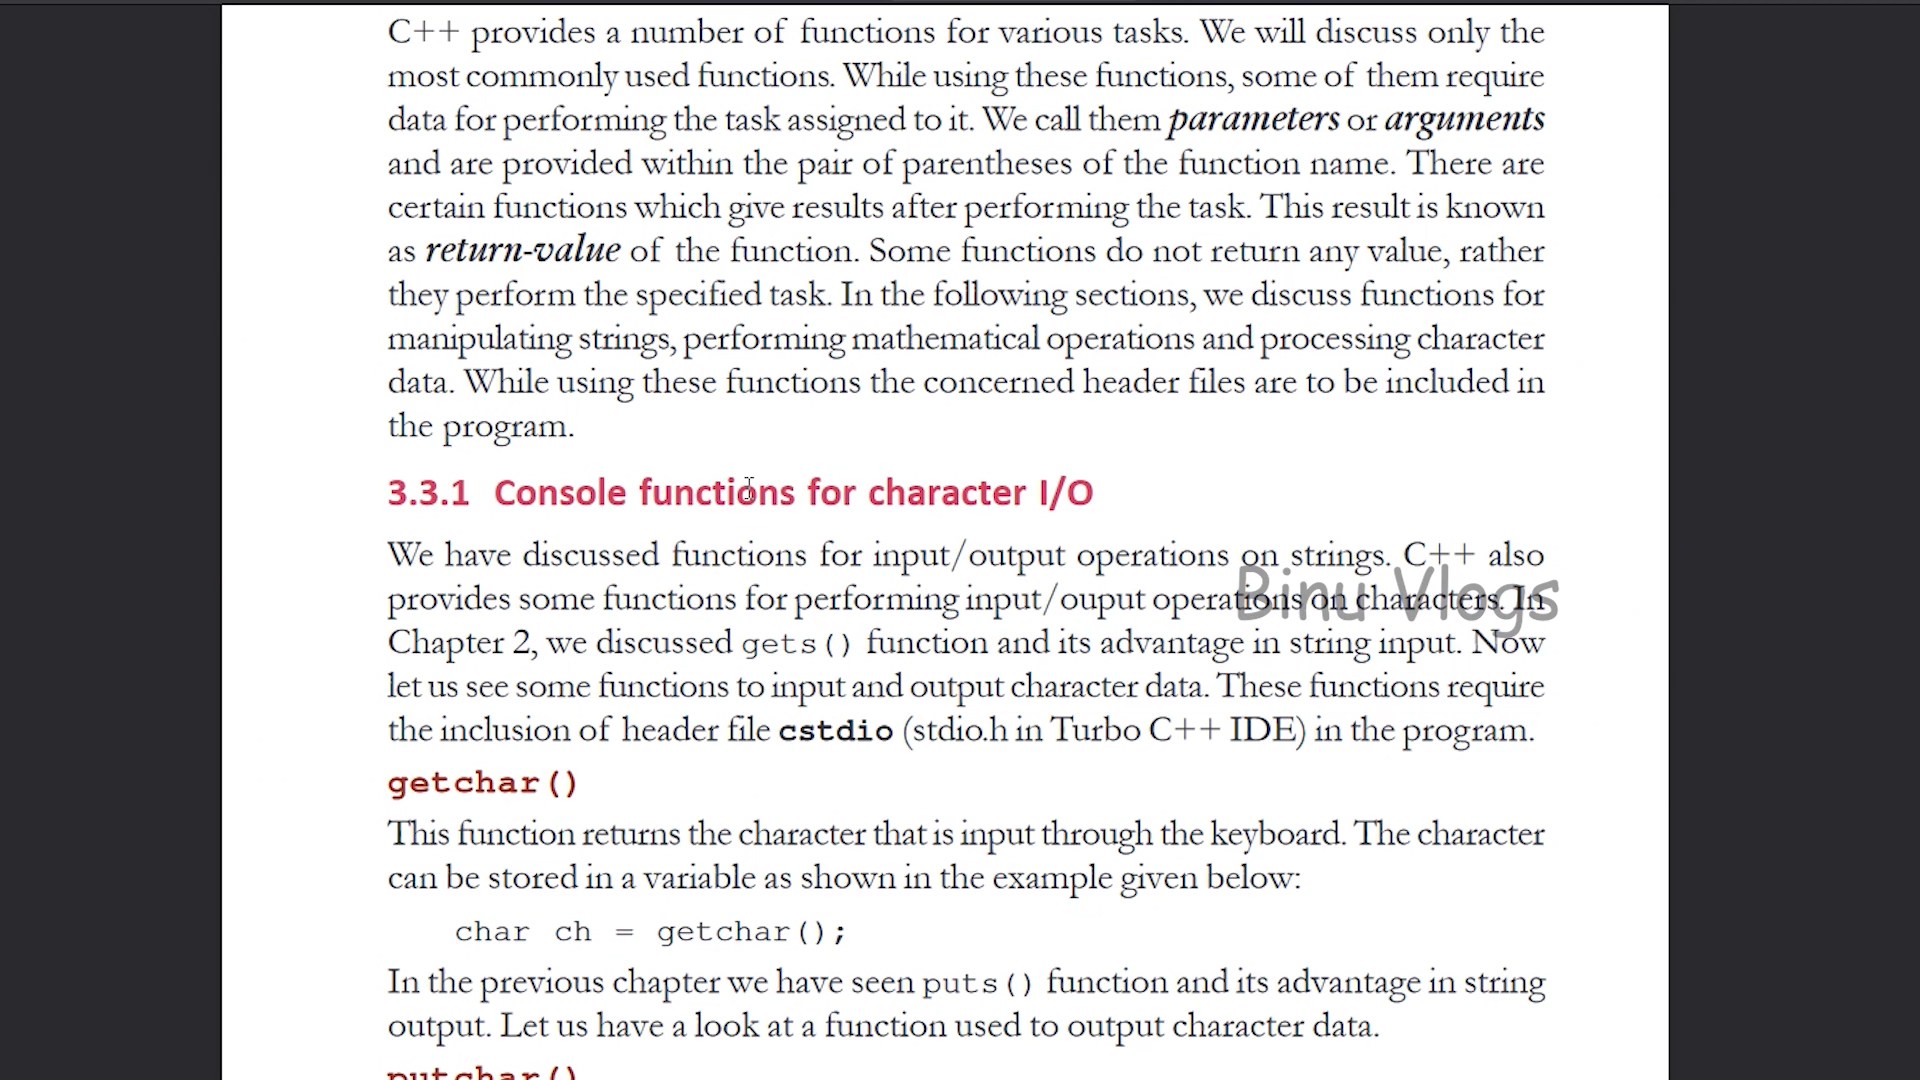 C++ provides a number of functions for various tasks. We will discuss only the
most commonly used functions. While using these functions, some of them require
data for performing the task assigned to it. We call them parameters or arguments
and are provided within the pair of parentheses of the function name. There are
certain functions which give results after performing the task. This result is known
as return-value of the function. Some functions do not return any value, rather
they perform the specified task. In the following sections, we discuss functions for
manipulating strings, performing mathematical operations and processing character
data. While using these functions the concerned header files are to be included in
the program.
3.3.1 Console functions for character I/O
We have discussed functions for input/output operations on strings. C++ also
provides some functions for performing input/ouput operations on characters. In
Binu Vlogs
Chapter 2, we discussed gets() function and its advantage in string input. Now
let us see some functions to input and output character data. These functions require
the inclusion of header file cstdio (stdio.h in Turbo C++ IDE) in the program.
getchar()
This function returns the character that is input through the keyboard. The character
can be stored in a variable as shown in the example given below:
char ch = getchar();
In the previous chapter we have seen puts() function and its advantage in string
output. Let us have a look at a function used to output character data.
putchar()